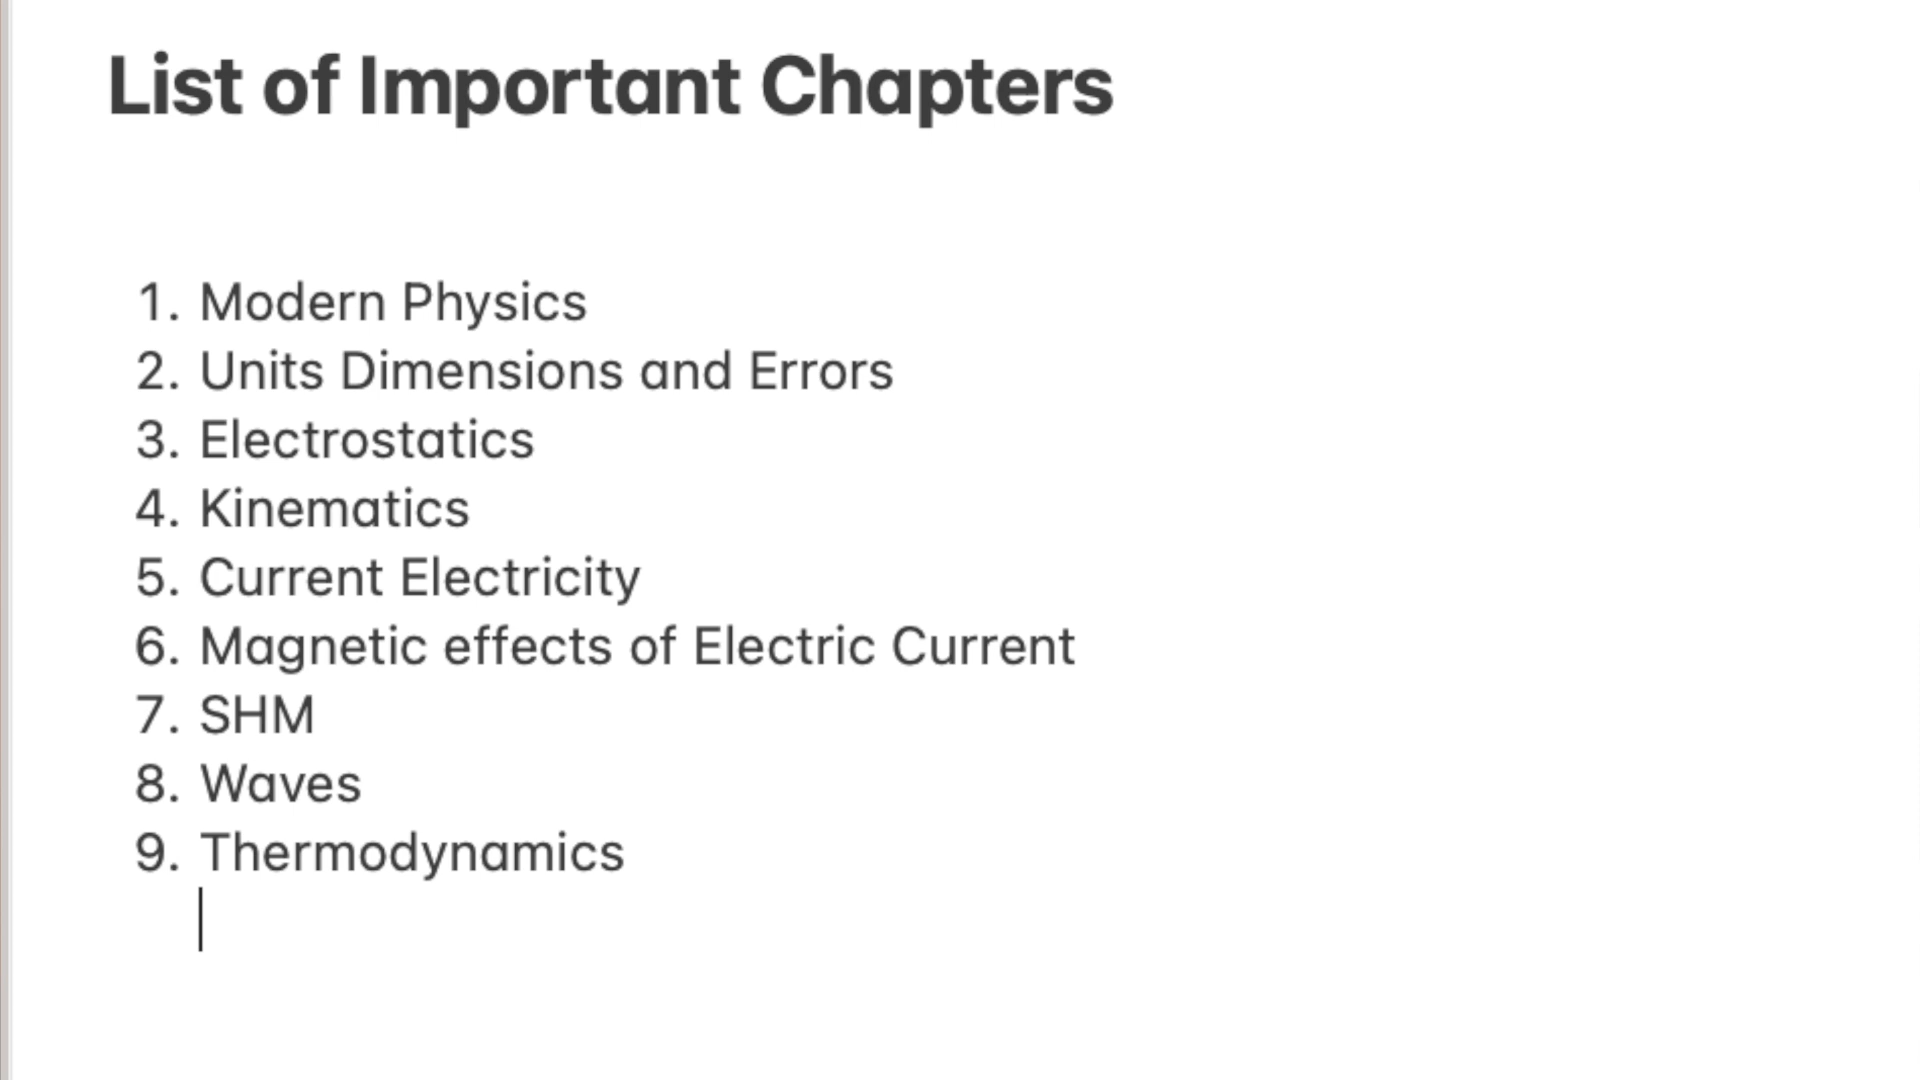 List of Important Chapters
1. Modern Physics
2. Units Dimensions and Errors
3. Electrostatics
4. Kinematics
5. Current Electricity
6. Magnetic effects of Electric Current
7. SHM
8. Waves
9. Thermodynamics